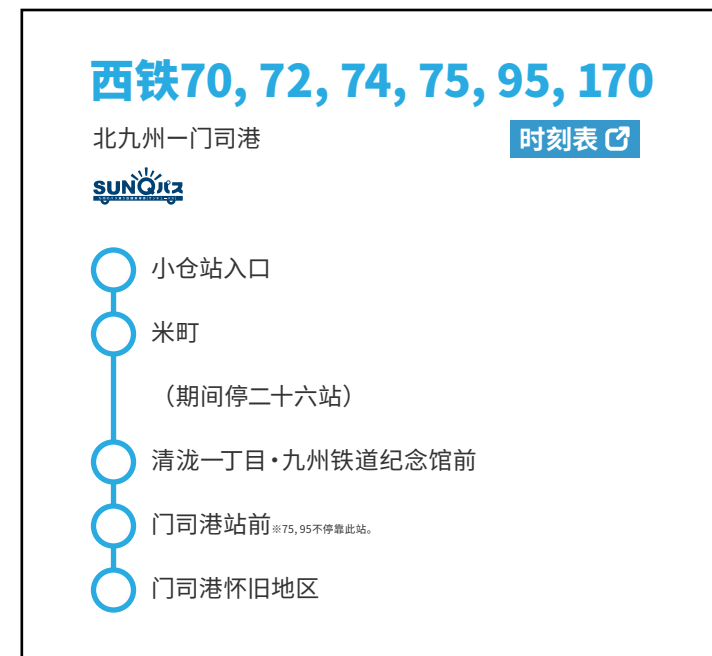 西铁70, 72, 74, 75, 95, 170
北九州ー门司港
时刻表
SUNQパス
小仓站入口
米町
（期间停二十六站）
清泷一丁目・九州铁道纪念馆前
门司港站前※75, 95不停靠此站。
门司港怀旧地区